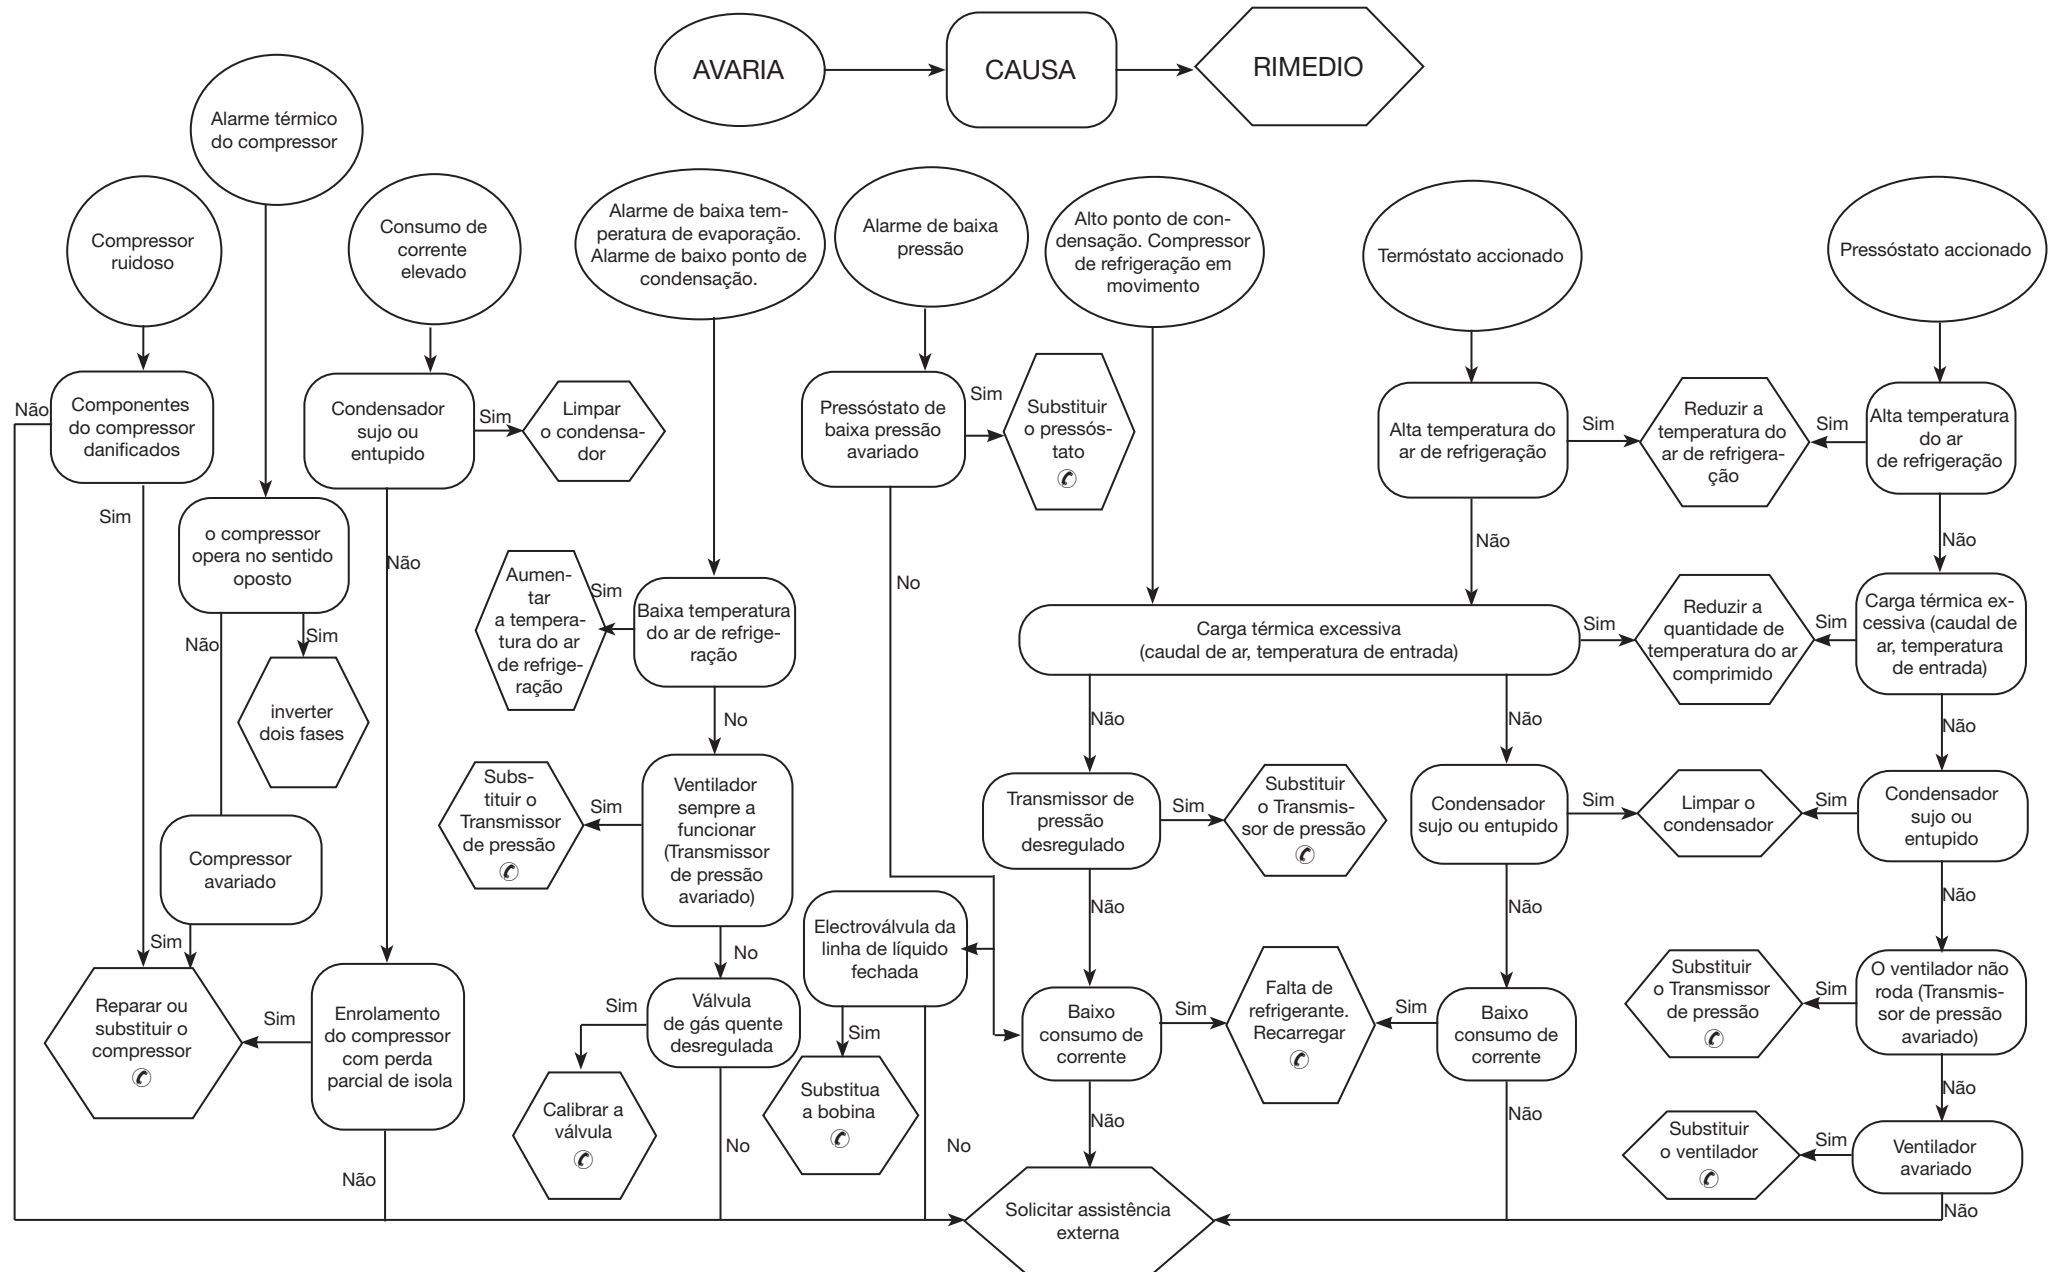 AVARIA
CAUSA
RIMEDIO
Alarme térmico
do compressor
Compressor
ruidoso
Consumo de
corrente
elevado
Alarme de baixa tem-
peratura de evaporação.
Alarme de baixo ponto de
condensação.
Alarme de baixa
pressão
Alto ponto de con-
densação. Compressor
de refrigeração em
movimento
Termóstato accionado
Pressóstato accionado
Não
Componentes
do compressor
danificados
Sim
Condensador
sujo ou
entupido
Sim
Limpar
o condensa-
dor
Não
Pressóstato de
baixa pressão
avariado
Sim
Substituir
o pressós-
tato
No
Alta temperatura do
ar de refrigeração
Sim
Reduzir a
temperatura do
ar de refrigera-
ção
Sim
Alta temperatura
do ar
de refrigeração
Não
Não
o compressor
opera no sentido
oposto
Não
Sim
inverter
dois fases
Aumen-
tar
a tempera-
tura do ar
de refrige-
ração
Sim
Baixa temperatura
do ar de refrige-
ração
No
Carga térmica excessiva
(caudal de ar, temperatura de entrada)
Sim
Reduzir a
quantidade de
temperatura do ar
comprimido
Sim
Carga térmica ex-
cessiva (caudal de
ar, temperatura
de entrada)
Não
Não
Não
Subs-
tituir o
Transmissor
de pressão
Sim
Ventilador
sempre a
funcionar
(Transmissor
de pressão
avariado)
No
Transmissor de
pressão
desregulado
Sim
Substituir
o Transmis-
sor de pressão
Não
Condensador
sujo ou entupido
Sim
Limpar o
condensador
Sim
Condensador
sujo ou
entupido
Não
Não
Compressor
avariado
Sim
Reparar ou
substituir o
compressor
Sim
Enrolamento
do compressor
com perda
parcial de isola
Não
Sim
Válvula
de gás quente
desregulada
Calibrar a
válvula
No
Electroválvula da
linha de líquido
fechada
Sim
Substitua
a bobina
No
Baixo
consumo de
corrente
Sim
Falta de
refrigerante.
Recarregar
Sim
Baixo
consumo de
corrente
Não
Não
Substituir
o Transmissor
de pressão
Sim
O ventilador não
roda (Transmis-
sor de pressão
avariado)
Não
Substituir
o ventilador
Sim
Ventilador
avariado
Não
Solicitar assistência
externa